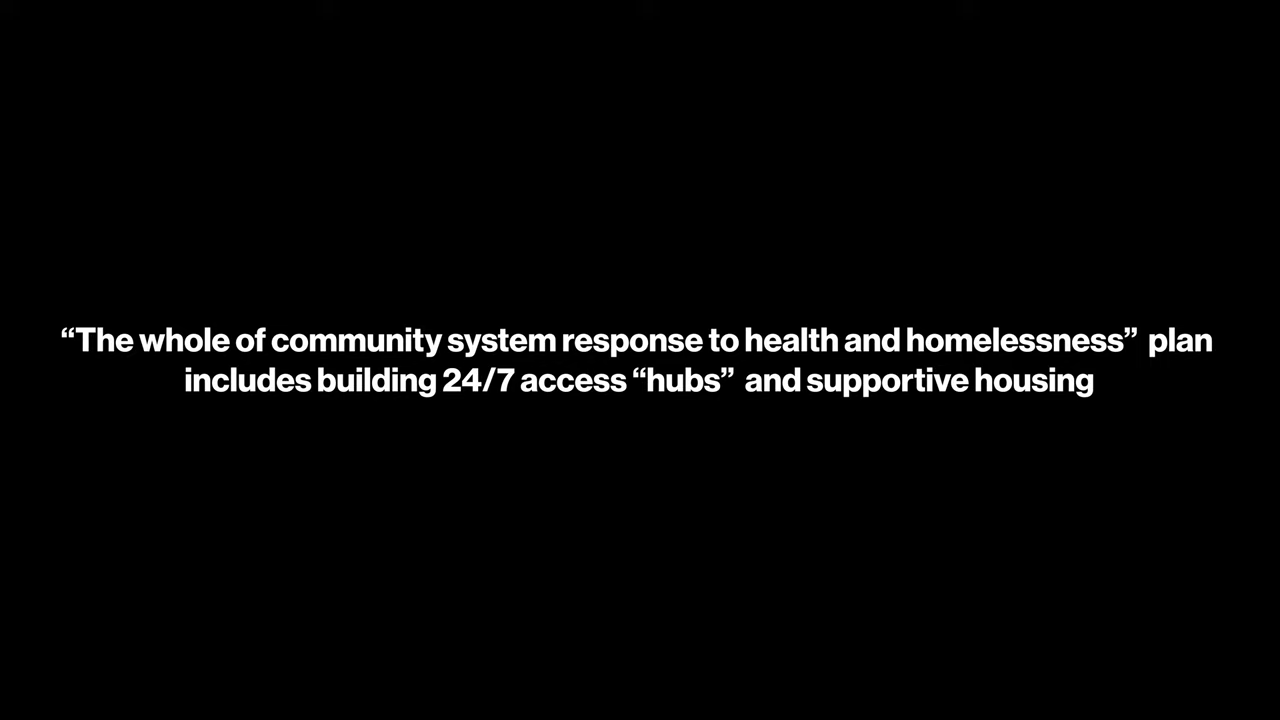 “The whole of community system response to health and homelessness”  plan
includes building 24/7 access “hubs”  and supportive housing